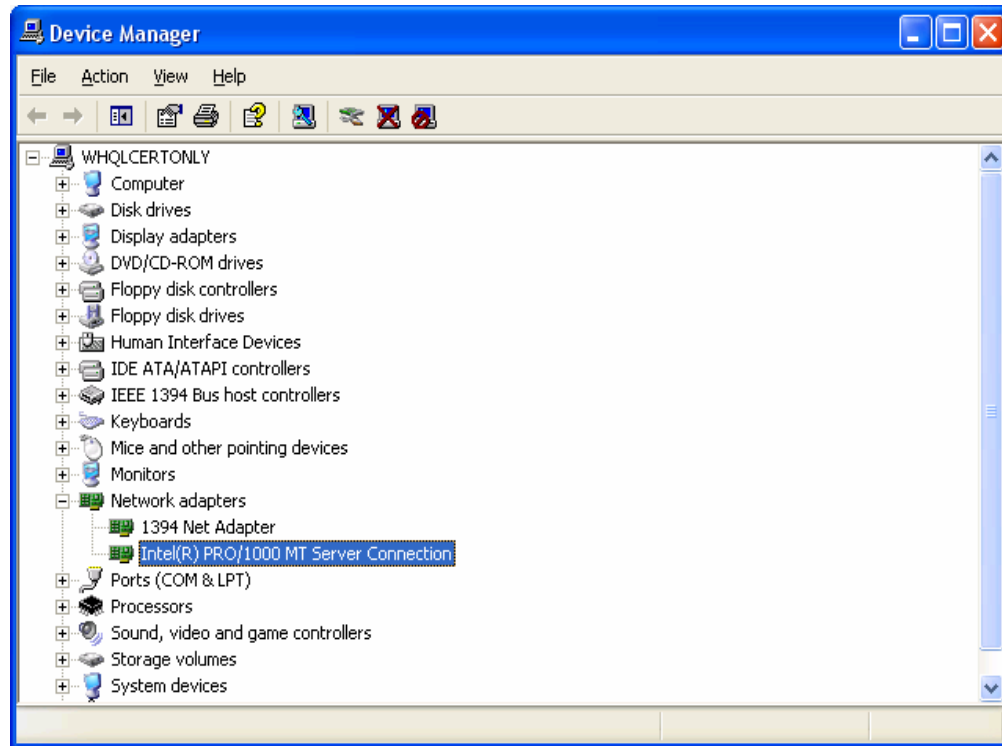 Device Manager
File Action View Help
WHQLCERTONLY
Computer
Disk drives
Display adapters
DVD/CD-ROM drives
Floppy disk controllers
Floppy disk drives
Human Interface Devices
IDE ATA/ATAPI controllers
IEEE 1394 Bus host controllers
Keyboards
Mice and other pointing devices
Monitors
Network adapters
1394 Net Adapter
Intel(R) PRO/1000 MT Server Connection
Ports (COM & LPT)
Processors
Sound, video and game controllers
Storage volumes
System devices